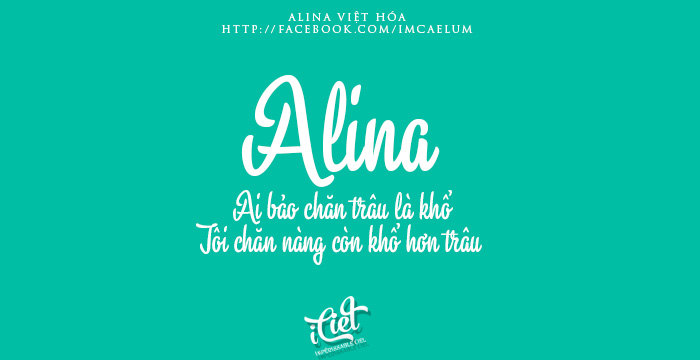 ALINA VIỆT HÓA
HTTP://FACEBOOK.COM/IMCAELUM
Alina
Ai bảo chăn trâu là khổ
Tôi chăn nàng còn khổ hơn trâu
iCiel